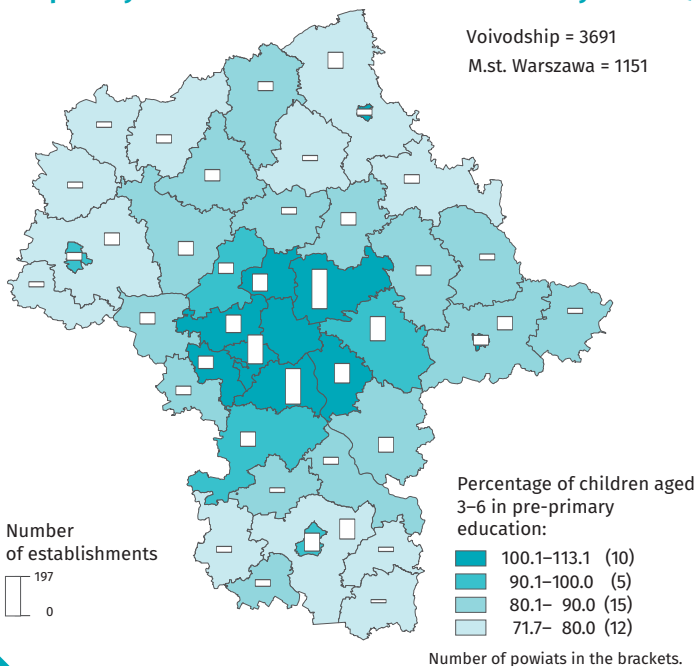 Voivodship = 3691
M.st. Warszawa = 1151
Percentage of children aged
3–6 in pre-primary
education:
100.1–113.1 (10)
90.1–100.0 (5)
80.1– 90.0 (15)
71.7– 80.0 (12)
Number of powiats in the brackets.
Number
of establishments
197
0